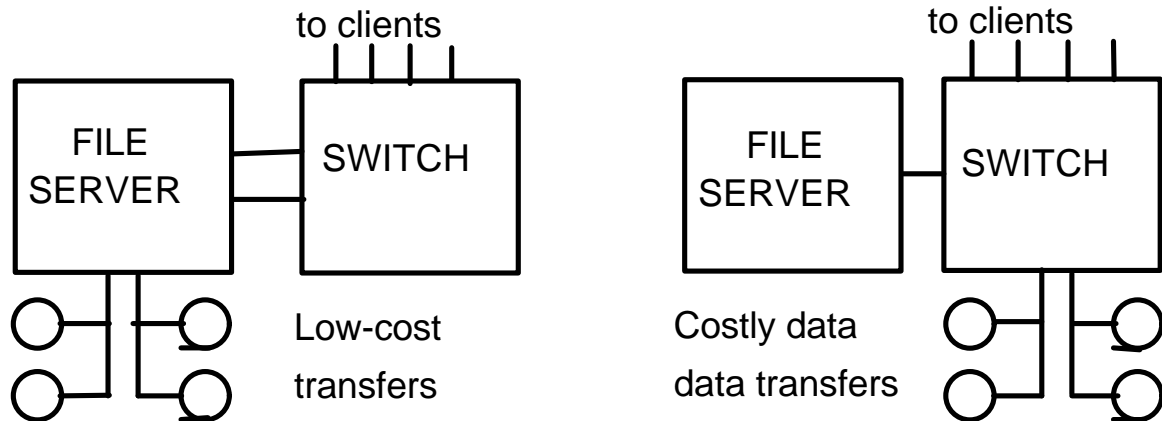 to clients
FILE
SERVER
SWITCH
Low-cost
transfers
to clients
FILE
SERVER
SWITCH
Costly data
data transfers